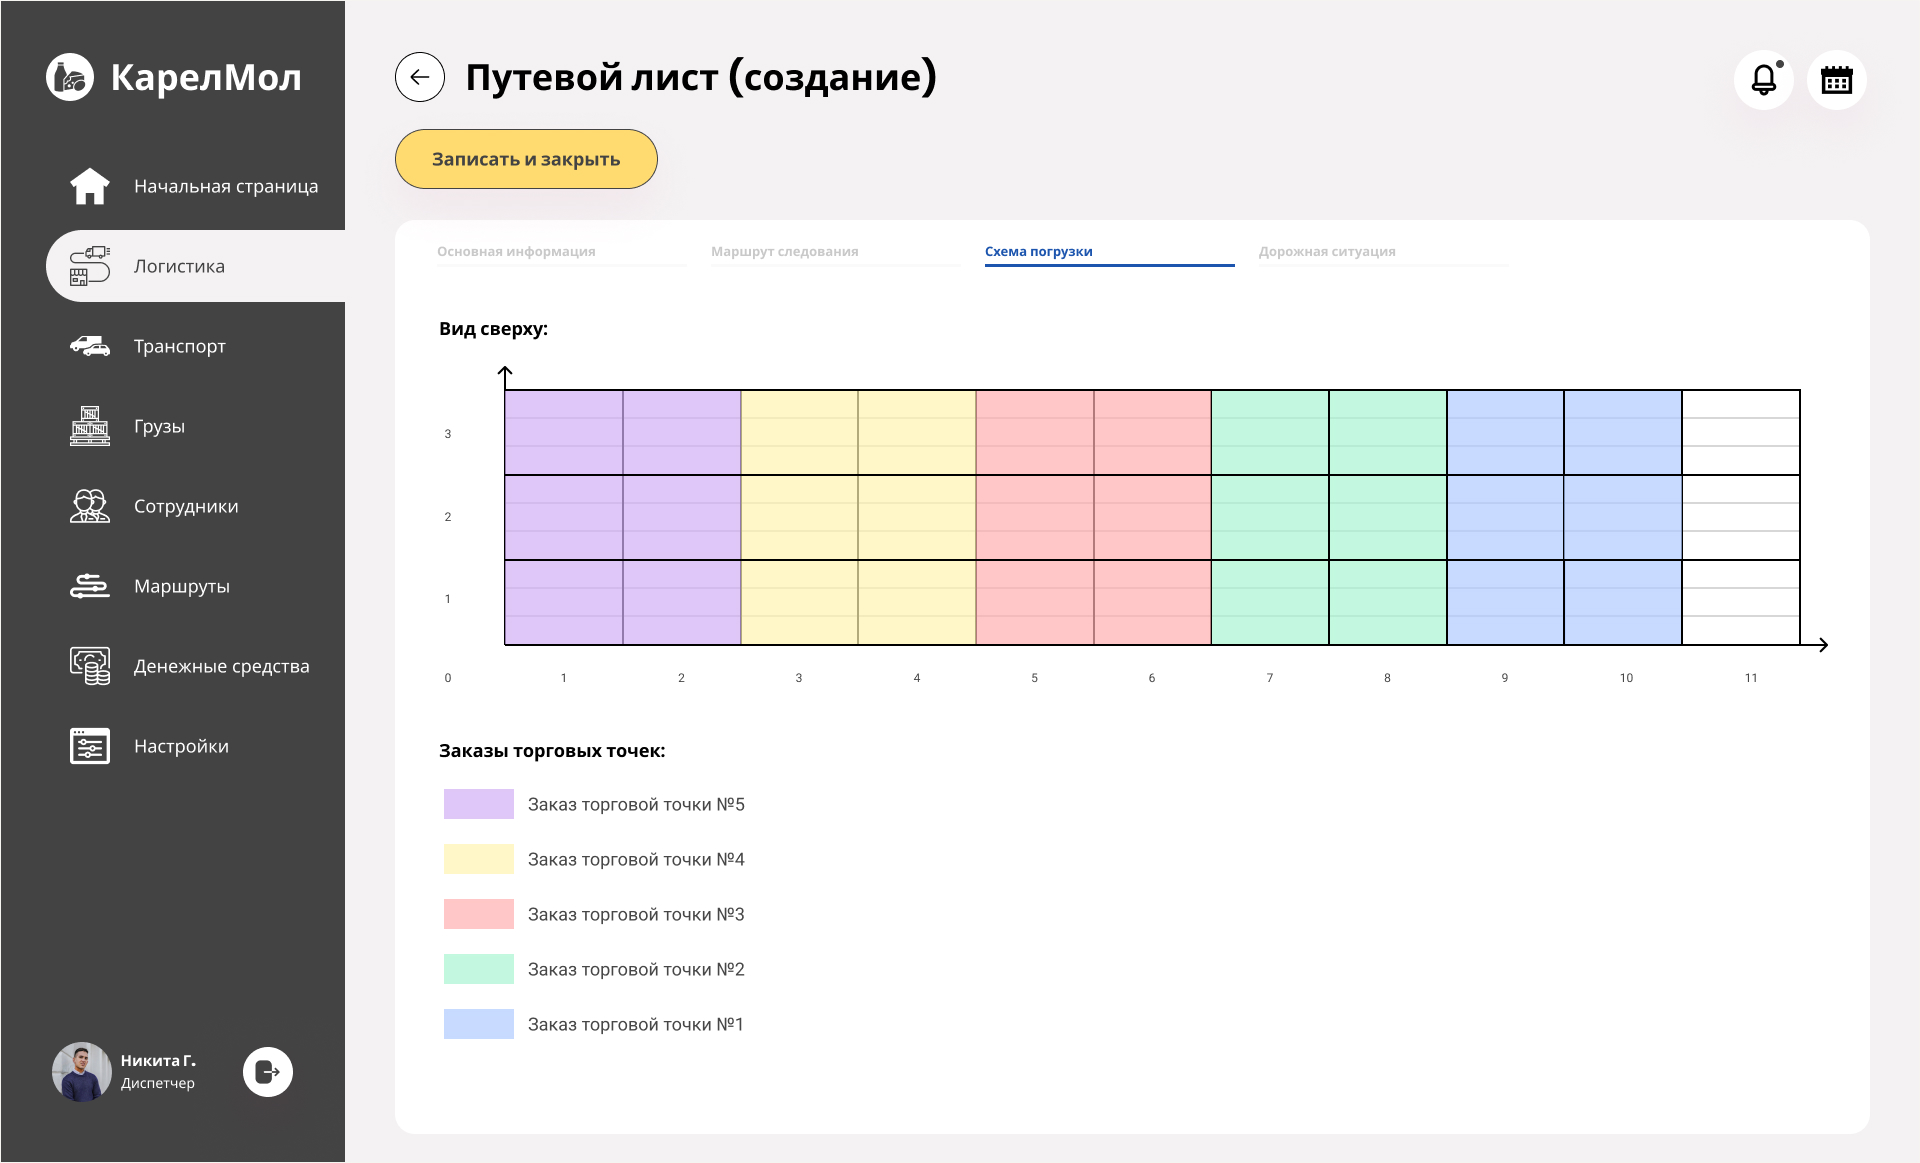 КарелМол
Начальная страница
Логистика
Транспорт
Грузы
Сотрудники
Маршруты
Денежные средства
Настройки
Никита Г.
Диспетчер
Путевой лист (создание)
Записать и закрыть
Основная информация
Маршрут следования
Схема погрузки
Дорожная ситуация
Вид сверху:
3
2
1
0 1 2 3 4 5 6 7 8 9 10 11
Заказы торговых точек:
Заказ торговой точки №5
Заказ торговой точки №4
Заказ торговой точки №3
Заказ торговой точки №2
Заказ торговой точки №1